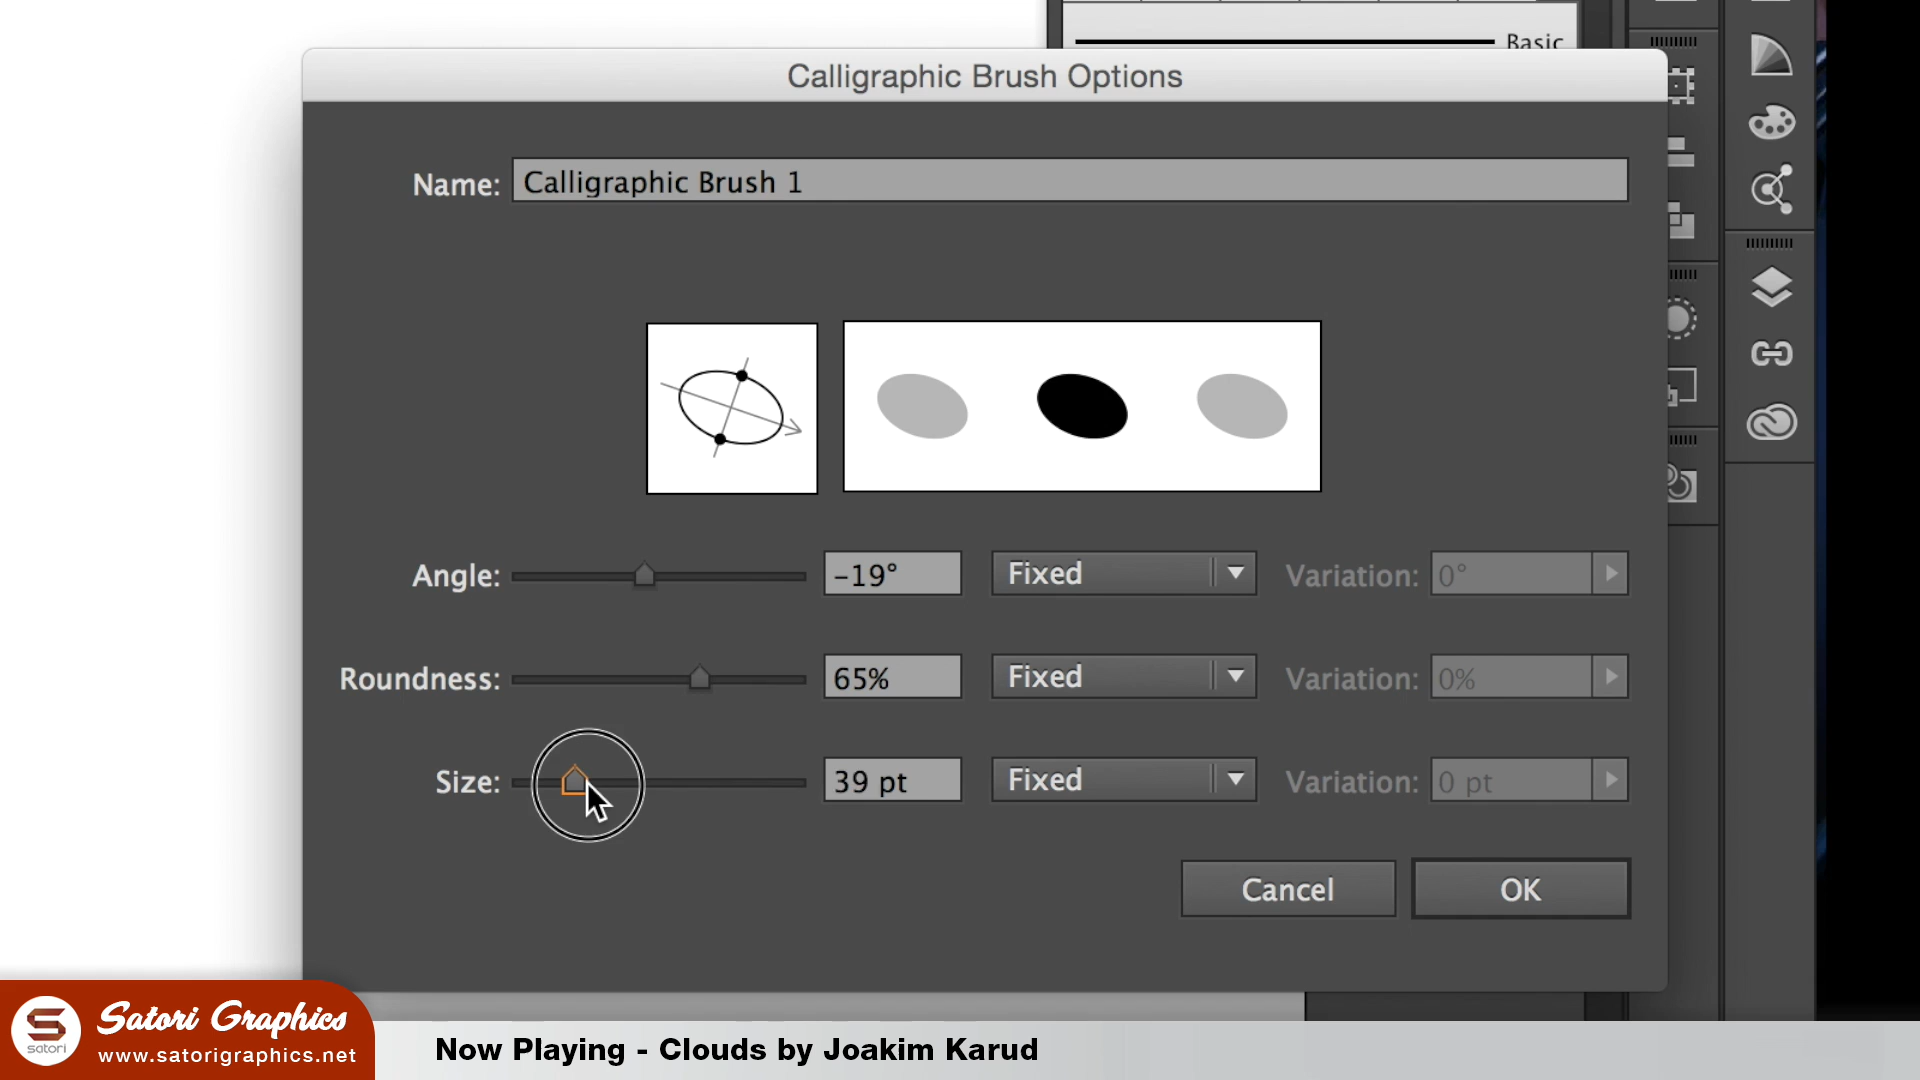 Basic
Calligraphic Brush Options
Name: Calligraphic Brush 1
Angle: -19° Fixed Variation: 0°
Roundness: 65% Fixed Variation: 0%
Size: 39 pt Fixed Variation: 0 pt
Cancel OK
Satori Graphics
satori
www.satorigraphics.net
Now Playing - Clouds by Joakim Karud